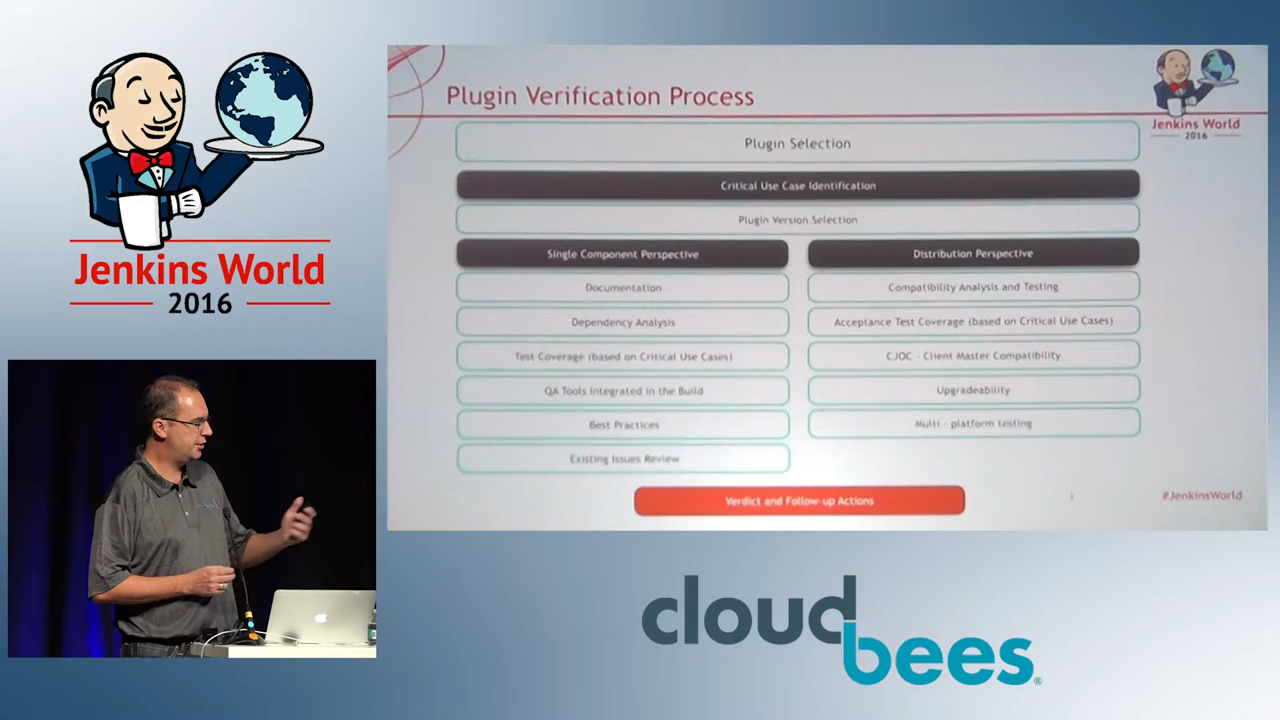 Jenkins World
2016
Plugin Verification Process
Jenkins World
2016
Plugin Selection
Critical Use Case Identification
Plugin Version Selection
Single Component Perspective
Distribution Perspective
Documentation
Compatibility Analysis and Testing
Dependency Analysis
Acceptance Test Coverage (based on Critical Use Cases)
Test Coverage (based on Critical Use Cases)
CJOC - Client Master Compatibility
QA Tools Integrated in the Build
Upgradeability
Best Practices
Multi - platform testing
Existing Issues Review
Verdict and Follow-up Actions
#JenkinsWorld
cloud
bees®